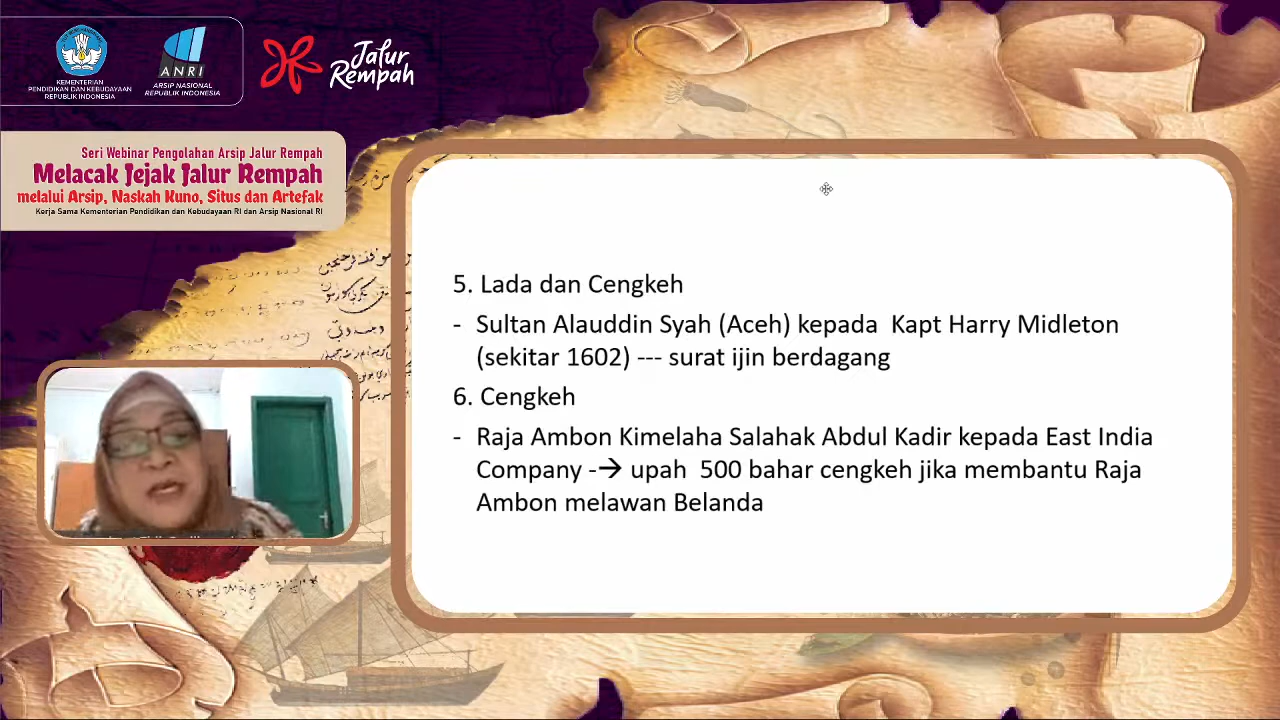 KEMENTERIAN
PENDIDIKAN DAN KEBUDAYAAN
REPUBLIK INDONESIA
ANRI
ARSIP NASIONAL
REPUBLIK INDONESIA
Jalur
Rempah
Seri Webinar Pengolahan Arsip Jalur Rempah
Melacak Jejak Jalur Rempah
melalui Arsip, Naskah Kuno, Situs dan Artefak
Kerja Sama Kementerian Pendidikan dan Kebudayaan RI dan Arsip Nasional RI
5. Lada dan Cengkeh
- Sultan Alauddin Syah (Aceh) kepada Kapt Harry Midleton
(sekitar 1602) --- surat ijin berdagang
6. Cengkeh
- Raja Ambon Kimelaha Salahak Abdul Kadir kepada East India
Company -→ upah 500 bahar cengkeh jika membantu Raja
Ambon melawan Belanda